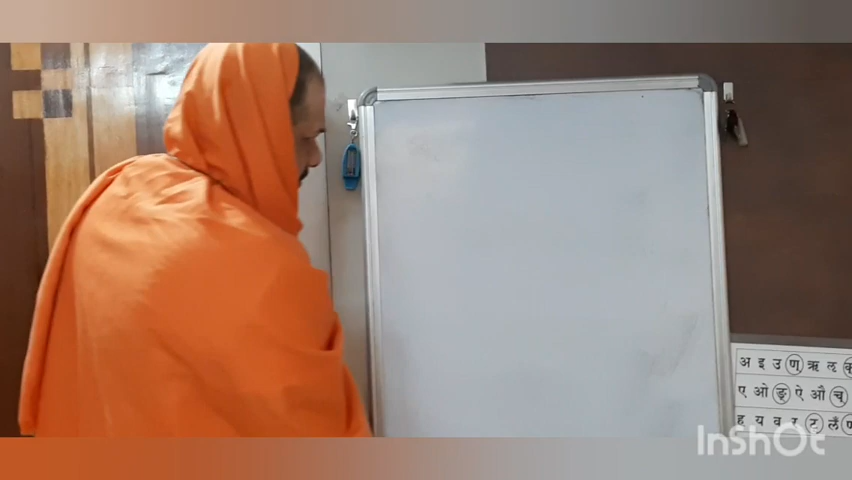 अ इ उ ण् ऋ ऌ क्
ए ओ ङ् ऐ औ च्
ह य व र ट् लँ ण्
InShOt